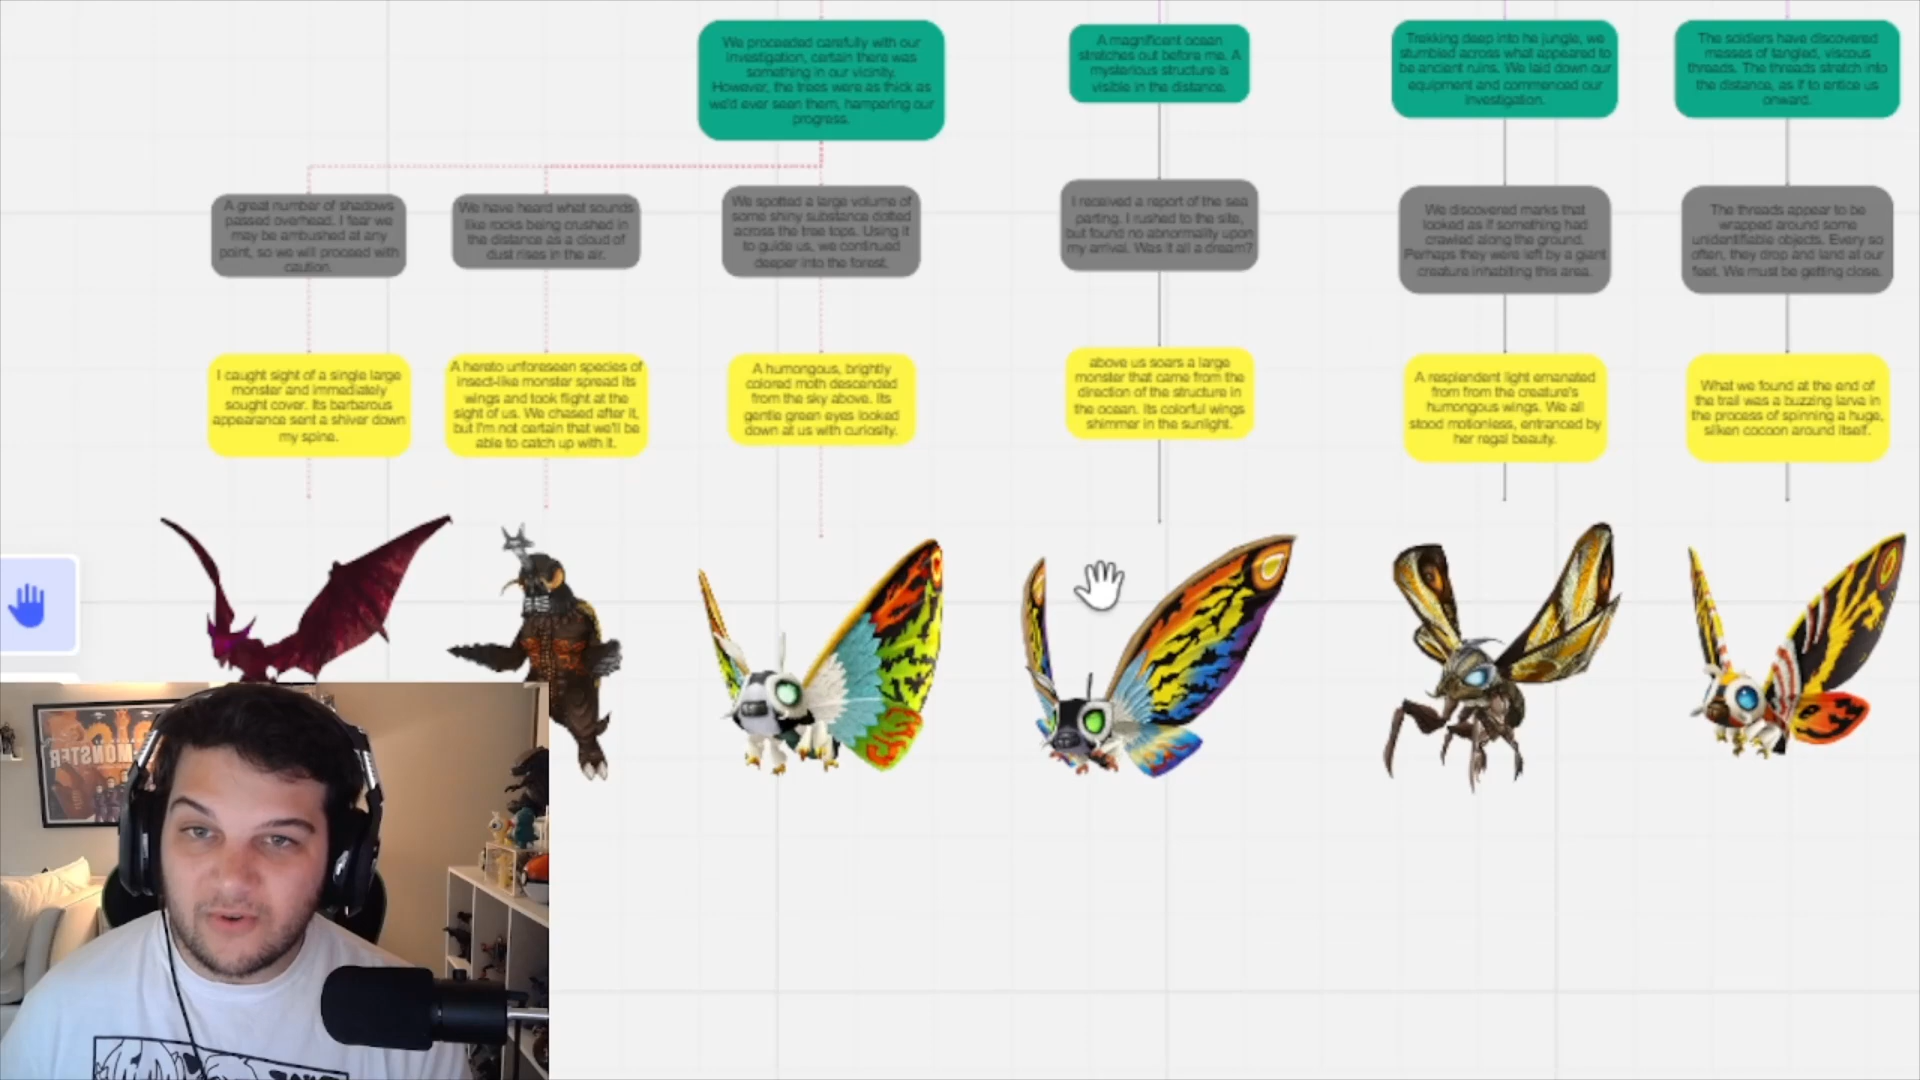 We proceeded carefully with our
investigation, certain there was
something in our vicinity.
However, the trees were as thick as
we'd ever seen them, hampering our
progress.
A magnificent ocean
stretches out before me. A
mysterious structure is
visible in the distance.
Trekking deep into he jungle, we
stumbled across what appeared to
be ancient ruins. We laid down our
equipment and commenced our
investigation.
The soldiers have discovered
masses of tangled, viscous
threads. The threads stretch into
the distance, as if to entice us
onward.
A great number of shadows
passed overhead. I fear we
may be ambushed at any
point, so we will proceed with
caution.
We have heard what sounds
like rocks being crushed in
the distance as a cloud of
dust rises in the air.
We spotted a large volume of
some shiny substance dotted
across the tree tops. Using it
to guide us, we continued
deeper into the forest.
I received a report of the sea
parting. I rushed to the site,
but found no abnormality upon
my arrival. Was it all a dream?
We discovered marks that
looked as if something had
crawled along the ground.
Perhaps they were left by a giant
creature inhabiting this area.
The threads appear to be
wrapped around some
unidentifiable objects. Every so
often, they drop and land at our
feet. We must be getting close.
I caught sight of a single large
monster and immediately
sought cover. Its barbarous
appearance sent a shiver down
my spine.
A hereto unforeseen species of
insect-like monster spread its
wings and took flight at the
sight of us. We chased after it,
but I'm not certain that we'll be
able to catch up with it.
A humongous, brightly
colored moth descended
from the sky above. Its
gentle green eyes looked
down at us with curiosity.
above us soars a large
monster that came from the
direction of the structure in
the ocean. Its colorful wings
shimmer in the sunlight.
A resplendent light emanated
from from the creature's
humongous wings. We all
stood motionless, entranced by
her regal beauty.
What we found at the end of
the trail was a buzzing larva in
the process of spinning a huge,
silken cocoon around itself.
MONSTER